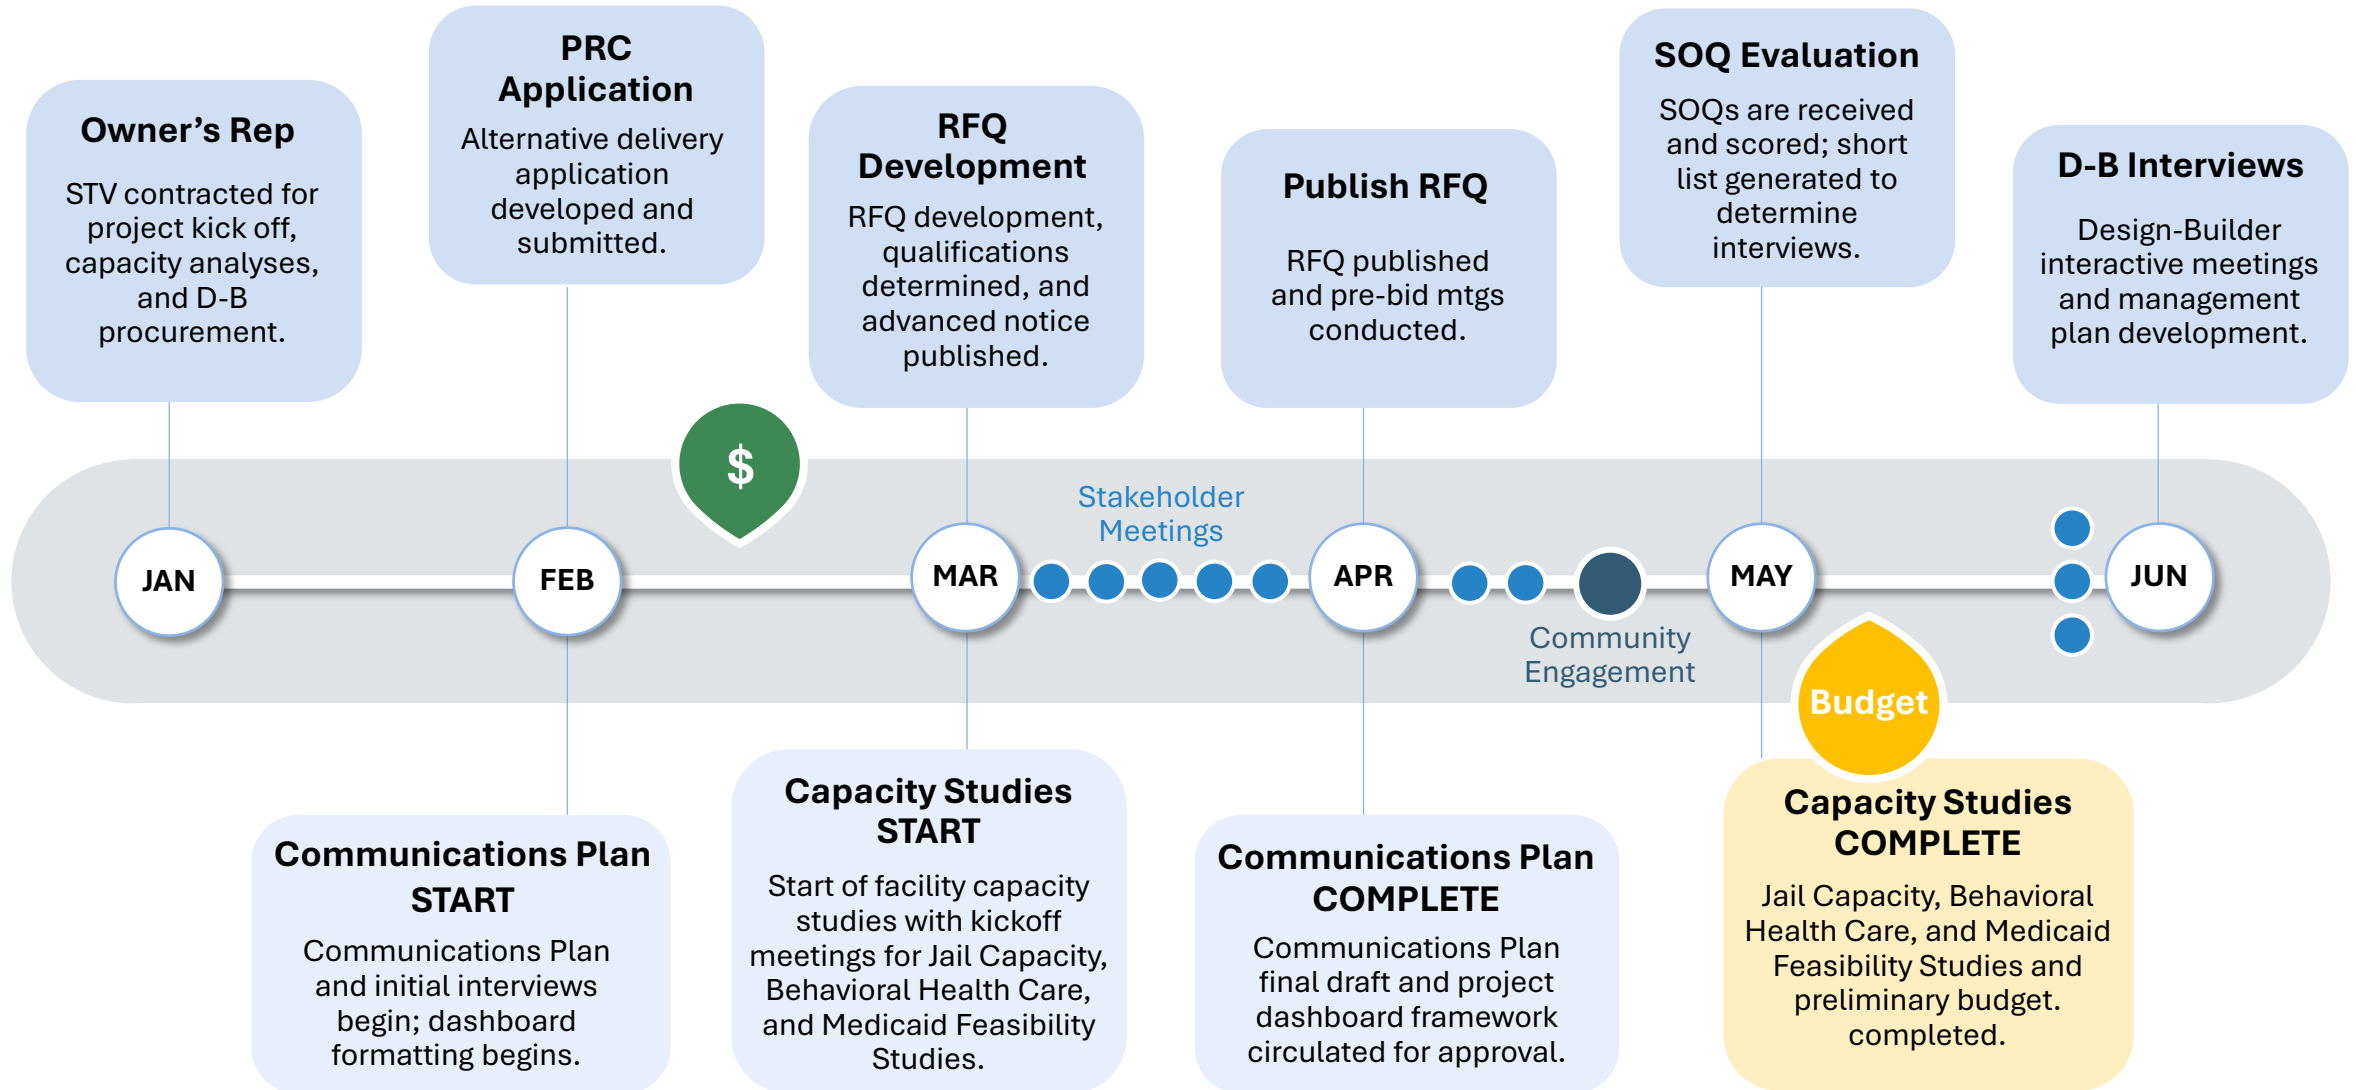 Owner’s Rep
STV contracted for
project kick off,
capacity analyses,
and D-B
procurement.
PRC
Application
Alternative delivery
application
developed and
submitted.
RFQ
Development
RFQ development,
qualifications
determined, and
advanced notice
published.
Publish RFQ
RFQ published
and pre-bid mtgs
conducted.
SOQ Evaluation
SOQs are received
and scored; short
list generated to
determine
interviews.
D-B Interviews
Design-Builder
interactive meetings
and management
plan development.
$
Stakeholder
Meetings
JAN
FEB
MAR
APR
MAY
JUN
Community
Engagement
Budget
Communications Plan
START
Communications Plan
and initial interviews
begin; dashboard
formatting begins.
Capacity Studies
START
Start of facility capacity
studies with kickoff
meetings for Jail Capacity,
Behavioral Health Care,
and Medicaid Feasibility
Studies.
Communications Plan
COMPLETE
Communications Plan
final draft and project
dashboard framework
circulated for approval.
Capacity Studies
COMPLETE
Jail Capacity, Behavioral
Health Care, and Medicaid
Feasibility Studies and
preliminary budget.
completed.